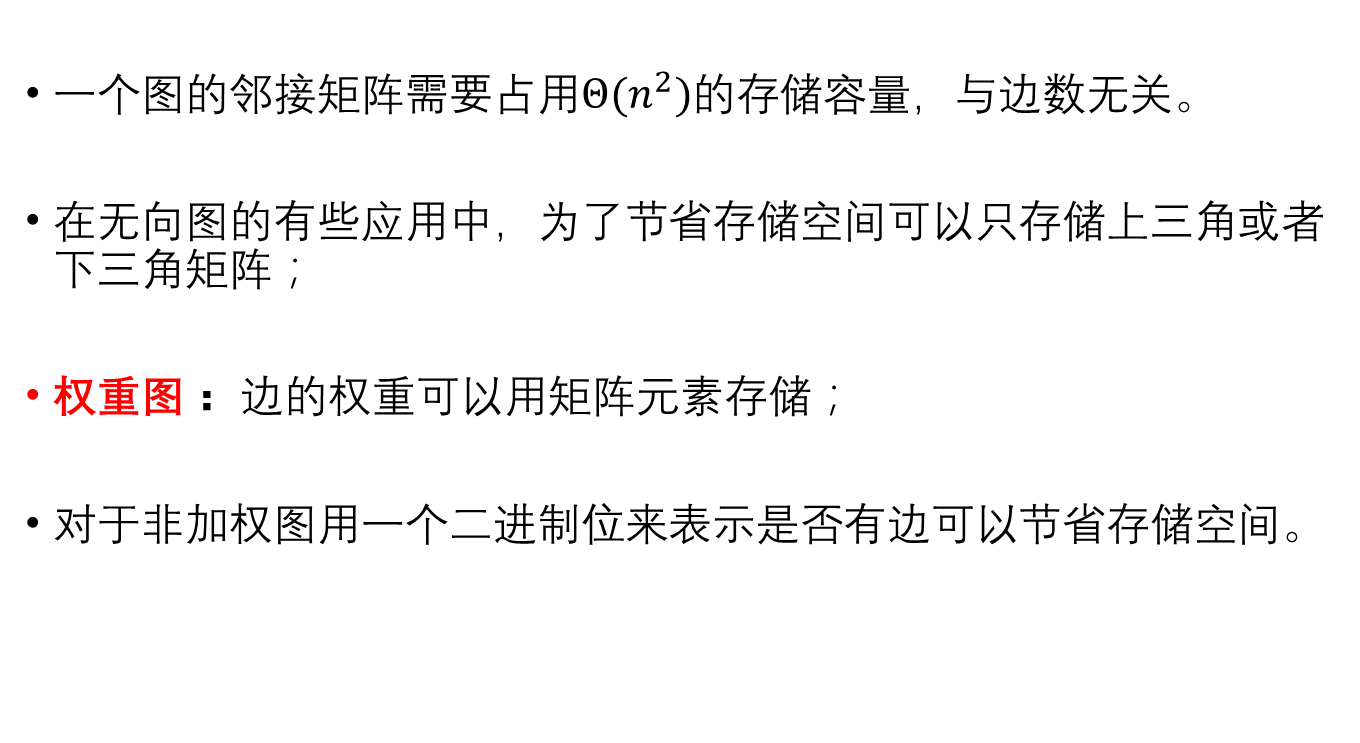 • 一个图的邻接矩阵需要占用Θ(n²)的存储容量，与边数无关。
• 在无向图的有些应用中，为了节省存储空间可以只存储上三角或者
下三角矩阵；
• 权重图：边的权重可以用矩阵元素存储；
• 对于非加权图用一个二进制位来表示是否有边可以节省存储空间。